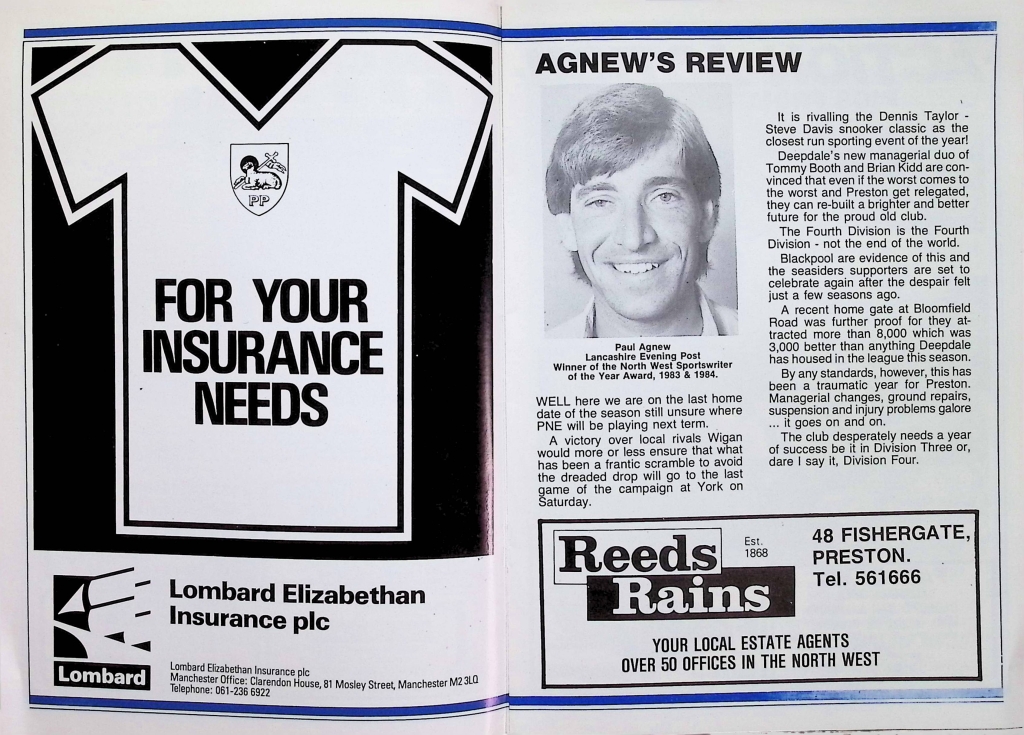 PP
FOR YOUR
INSURANCE
NEEDS
Lombard Elizabethan
Insurance plc
Lombard
Lombard Elizabethan Insurance plc
Manchester Office: Clarendon House, 81 Mosley Street, Manchester M2 3LQ
Telephone: 061-236 6922
AGNEW'S REVIEW
Paul Agnew
Lancashire Evening Post
Winner of the North West Sportswriter
of the Year Award, 1983 & 1984.
WELL here we are on the last home
date of the season still unsure where
PNE will be playing next term.
A victory over local rivals Wigan
would more or less ensure that what
has been a frantic scramble to avoid
the dreaded drop will go to the last
game of the campaign at York on
Saturday.
It is rivalling the Dennis Taylor -
Steve Davis snooker classic as the
closest run sporting event of the year!
Deepdale's new managerial duo of
Tommy Booth and Brian Kidd are con-
vinced that even if the worst comes to
the worst and Preston get relegated,
they can re-built a brighter and better
future for the proud old club.
The Fourth Division is the Fourth
Division - not the end of the world.
Blackpool are evidence of this and
the seasiders supporters are set to
celebrate again after the despair felt
just a few seasons ago.
A recent home gate at Bloomfield
Road was further proof for they at-
tracted more than 8,000 which was
3,000 better than anything Deepdale
has housed in the league this season.
By any standards, however, this has
been a traumatic year for Preston.
Managerial changes, ground repairs,
suspension and injury problems galore
... it goes on and on.
The club desperately needs a year
of success be it in Division Three or,
dare I say it, Division Four.
Reeds
Rains
Est.
1868
48 FISHERGATE,
PRESTON.
Tel. 561666
YOUR LOCAL ESTATE AGENTS
OVER 50 OFFICES IN THE NORTH WEST